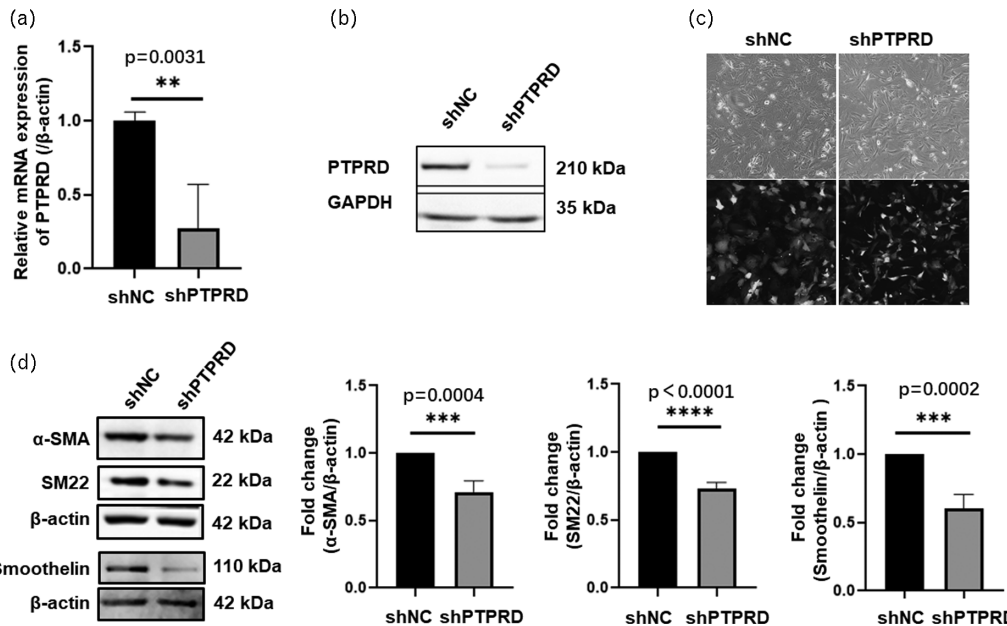 (a)
1.5
1.0
0.5
0.0
Relative mRNA expression
of PTPRD (/β-actin)
p=0.0031
**
shNC shPTPRD
(b)
shNC shPTPRD
PTPRD 210 kDa
GAPDH 35 kDa
(c)
shNC shPTPRD
(d)
shNC shPTPRD
α-SMA 42 kDa
SM22 22 kDa
β-actin 42 kDa
Smoothelin 110 kDa
β-actin 42 kDa
Fold change
(α-SMA/β-actin)
1.5
1.0
0.5
0.0
p=0.0004
***
shNC shPTPRD
Fold change
(SM22/β-actin)
1.5
1.0
0.5
0.0
p<0.0001
****
shNC shPTPRD
Fold change
(Smoothelin/β-actin )
1.5
1.0
0.5
0.0
p=0.0002
***
shNC shPTPRD